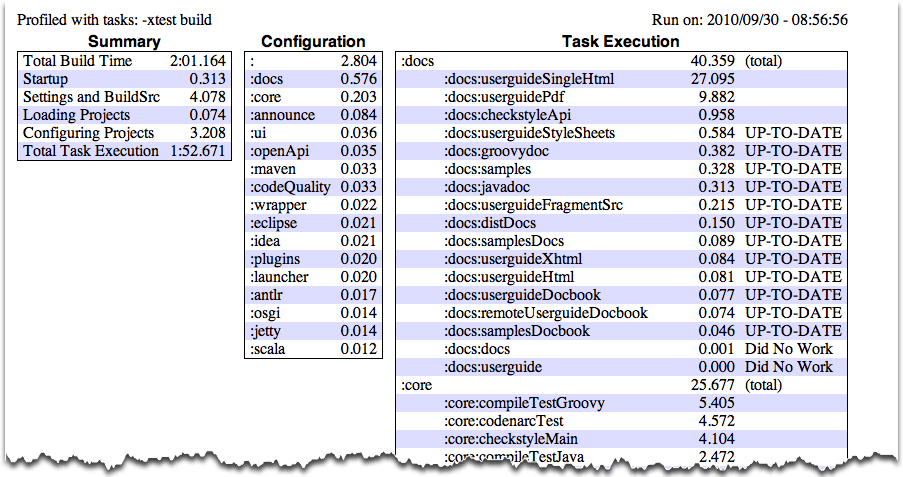 Profiled with tasks: -xtest build
Run on: 2010/09/30 - 08:56:56
Summary
Total Build Time 2:01.164
Startup 0.313
Settings and BuildSrc 4.078
Loading Projects 0.074
Configuring Projects 3.208
Total Task Execution 1:52.671
Configuration
: 2.804
:docs 0.576
:core 0.203
:announce 0.084
:ui 0.036
:openApi 0.035
:maven 0.033
:codeQuality 0.033
:wrapper 0.022
:eclipse 0.021
:idea 0.021
:plugins 0.020
:launcher 0.020
:antlr 0.017
:osgi 0.014
:jetty 0.014
:scala 0.012
Task Execution
:docs 40.359 (total)
:docs:userguideSingleHtml 27.095
:docs:userguidePdf 9.882
:docs:checkstyleApi 0.958
:docs:userguideStyleSheets 0.584 UP-TO-DATE
:docs:groovydoc 0.382 UP-TO-DATE
:docs:samples 0.328 UP-TO-DATE
:docs:javadoc 0.313 UP-TO-DATE
:docs:userguideFragmentSrc 0.215 UP-TO-DATE
:docs:distDocs 0.150 UP-TO-DATE
:docs:samplesDocs 0.089 UP-TO-DATE
:docs:userguideXhtml 0.084 UP-TO-DATE
:docs:userguideHtml 0.081 UP-TO-DATE
:docs:userguideDocbook 0.077 UP-TO-DATE
:docs:remoteUserguideDocbook 0.074 UP-TO-DATE
:docs:samplesDocbook 0.046 UP-TO-DATE
:docs:docs 0.001 Did No Work
:docs:userguide 0.000 Did No Work
:core 25.677 (total)
:core:compileTestGroovy 5.405
:core:codenarcTest 4.572
:core:checkstyleMain 4.104
:core:compileTestJava 2.472